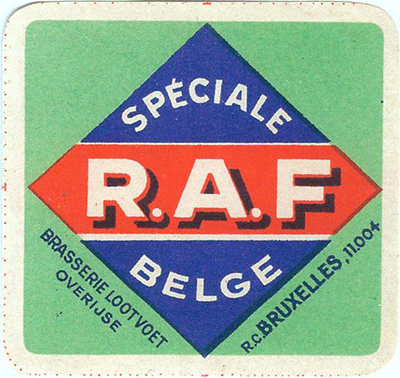 SPÉCIALE
R.A.F
BELGE
BRASSERIE LOOTVOET
OVERIJSE
R.C. BRUXELLES, 11.004